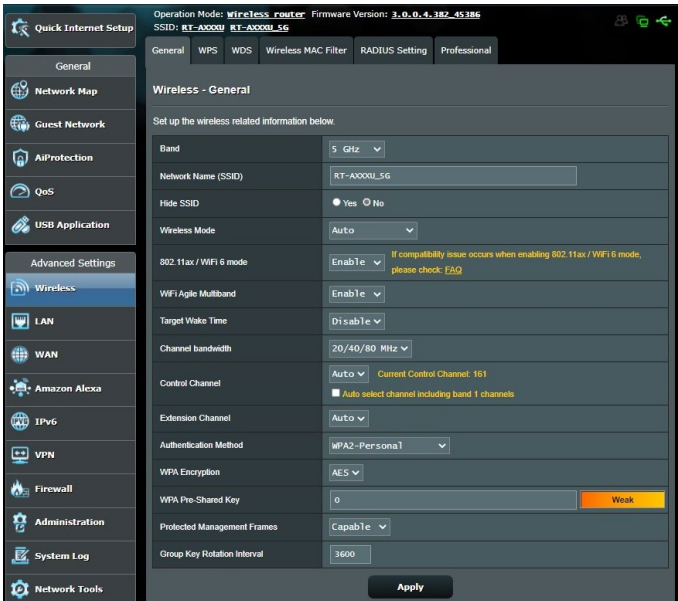 Quick Internet Setup
General
Network Map
Guest Network
AiProtection
QoS
USB Application
Advanced Settings
Wireless
LAN
WAN
Amazon Alexa
IPv6
VPN
Firewall
Administration
System Log
Network Tools
Operation Mode: Wireless router Firmware Version: 3.0.0.4.382_45386
SSID: RT-AXXXU RT-AXXXU_5G
General WPS WDS Wireless MAC Filter RADIUS Setting Professional
Wireless - General
Set up the wireless related information below.
Band 5 GHz
Network Name (SSID) RT-AXXXU_5G
Hide SSID Yes No
Wireless Mode Auto
802.11ax / WiFi 6 mode Enable If compatibility issue occurs when enabling 802.11ax / WiFi 6 mode,
please check: FAQ
WiFi Agile Multiband Enable
Target Wake Time Disable
Channel bandwidth 20/40/80 MHz
Control Channel Auto Current Control Channel: 161
Auto select channel including band 1 channels
Extension Channel Auto
Authentication Method WPA2-Personal
WPA Encryption AES
WPA Pre-Shared Key 0 Weak
Protected Management Frames Capable
Group Key Rotation Interval 3600
Apply